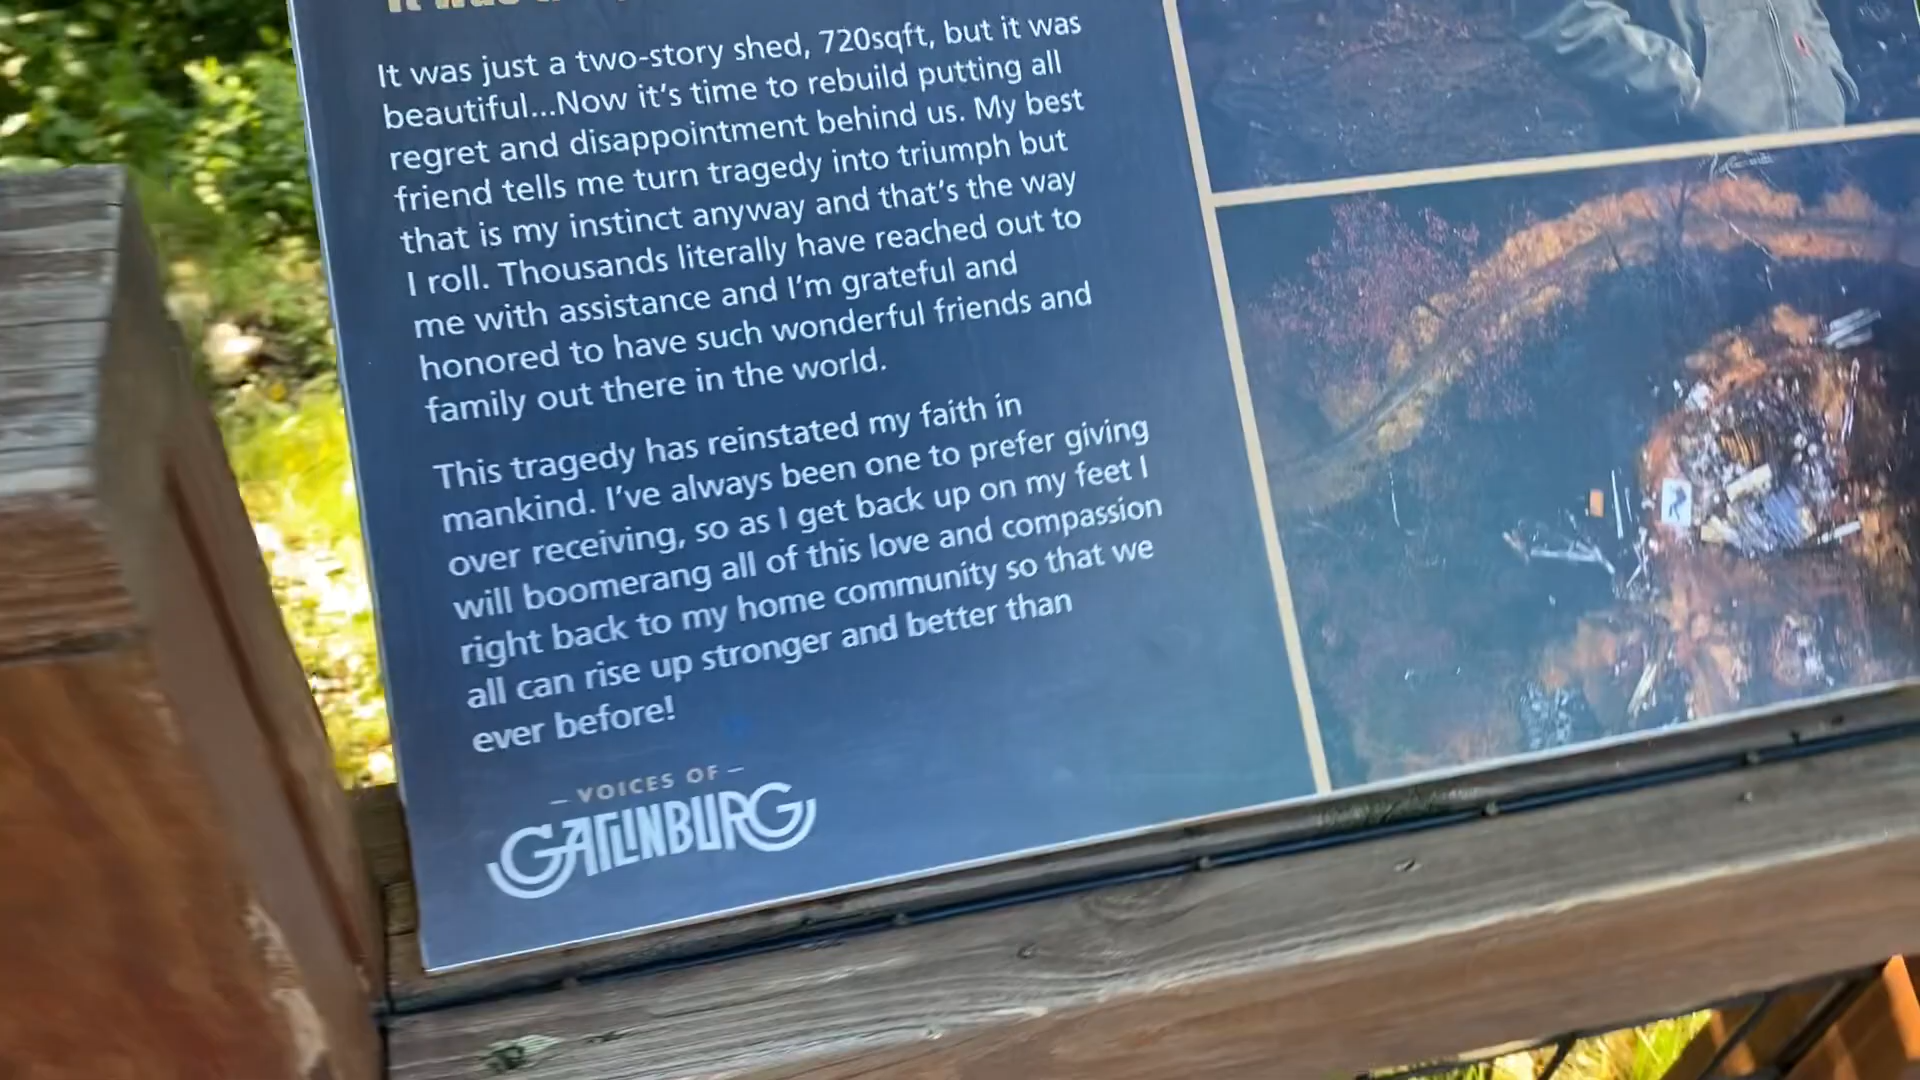 It was
It was just a two-story shed, 720sqft, but it was
beautiful...Now it's time to rebuild putting all
regret and disappointment behind us. My best
friend tells me turn tragedy into triumph but
that is my instinct anyway and that's the way
I roll. Thousands literally have reached out to
me with assistance and I'm grateful and
honored to have such wonderful friends and
family out there in the world.
This tragedy has reinstated my faith in
mankind. I've always been one to prefer giving
over receiving, so as I get back up on my feet I
will boomerang all of this love and compassion
right back to my home community so that we
all can rise up stronger and better than
ever before!
– VOICES OF –
GATLINBURG